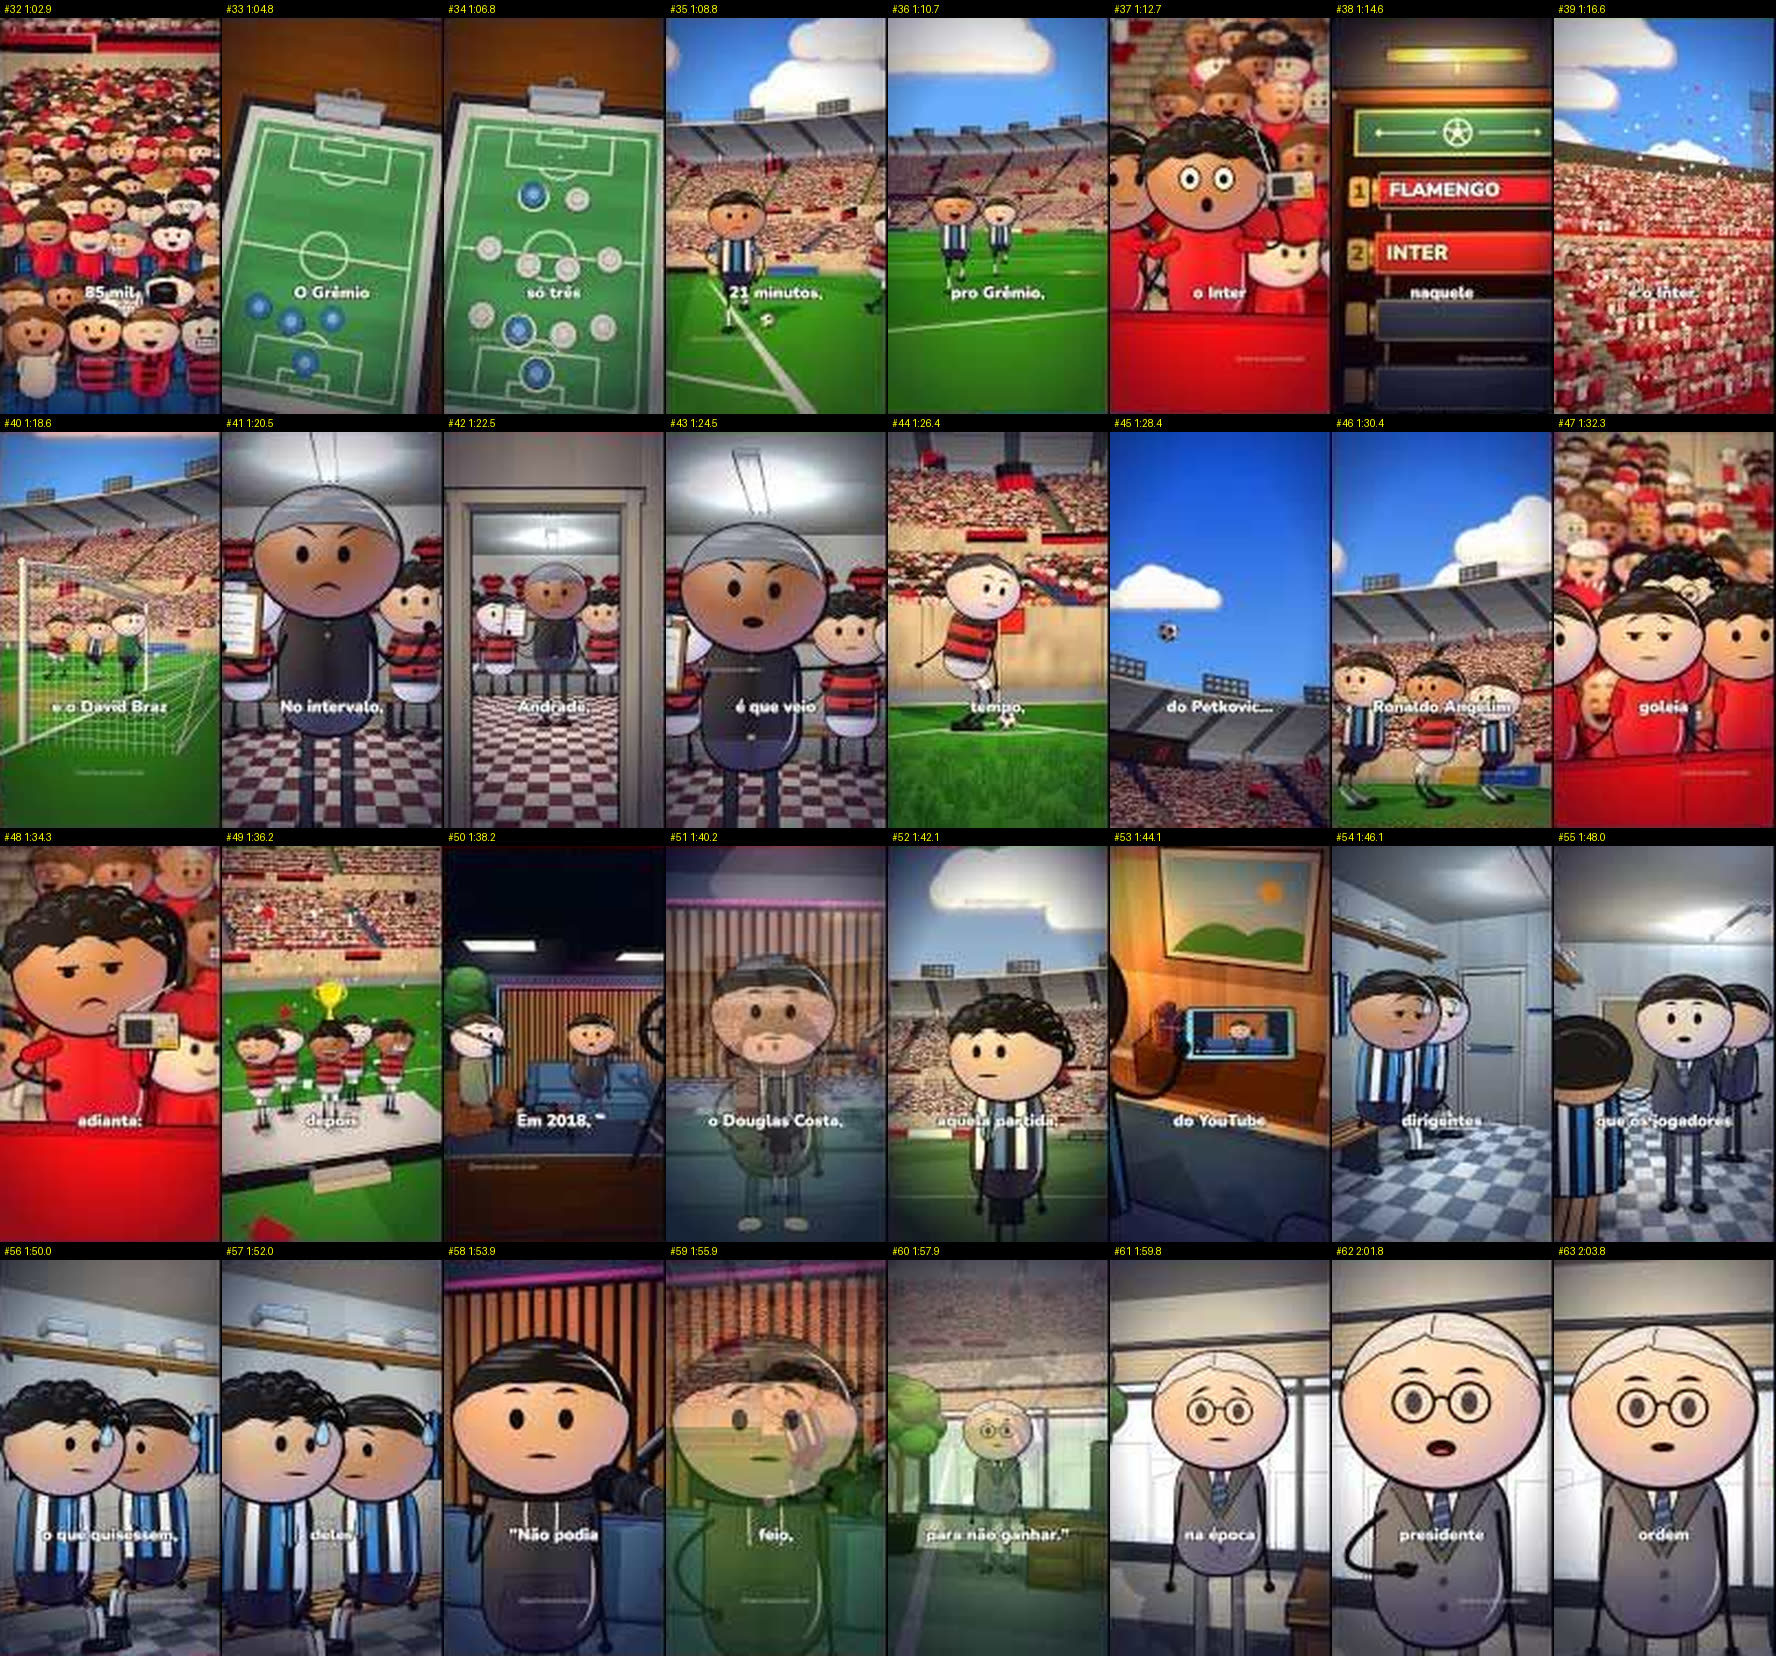 #32 1:02.9
#33 1:04.8
#34 1:06.8
#35 1:08.8
#36 1:10.7
#37 1:12.7
#38 1:14.6
#39 1:16.6
85 mil,
O Grêmio
só três
21 minutos,
pro Grêmio,
o Inter
1 FLAMENGO
2 INTER
naquele
e o Inter,
#40 1:18.6
#41 1:20.5
#42 1:22.5
#43 1:24.5
#44 1:26.4
#45 1:28.4
#46 1:30.4
#47 1:32.3
e o David Braz
No intervalo,
Andrade,
é que veio
tempo,
do Petkovic...
Ronaldo Angelim
goleia
#48 1:34.3
#49 1:36.2
#50 1:38.2
#51 1:40.2
#52 1:42.1
#53 1:44.1
#54 1:46.1
#55 1:48.0
adianta:
depois
Em 2018,
o Douglas Costa,
aquela partida,
do YouTube
dirigentes
que os jogadores
#56 1:50.0
#57 1:52.0
#58 1:53.9
#59 1:55.9
#60 1:57.9
#61 1:59.8
#62 2:01.8
#63 2:03.8
o que quisessem,
deles,
"Não podia
feio,
para não ganhar."
na época
presidente
ordem